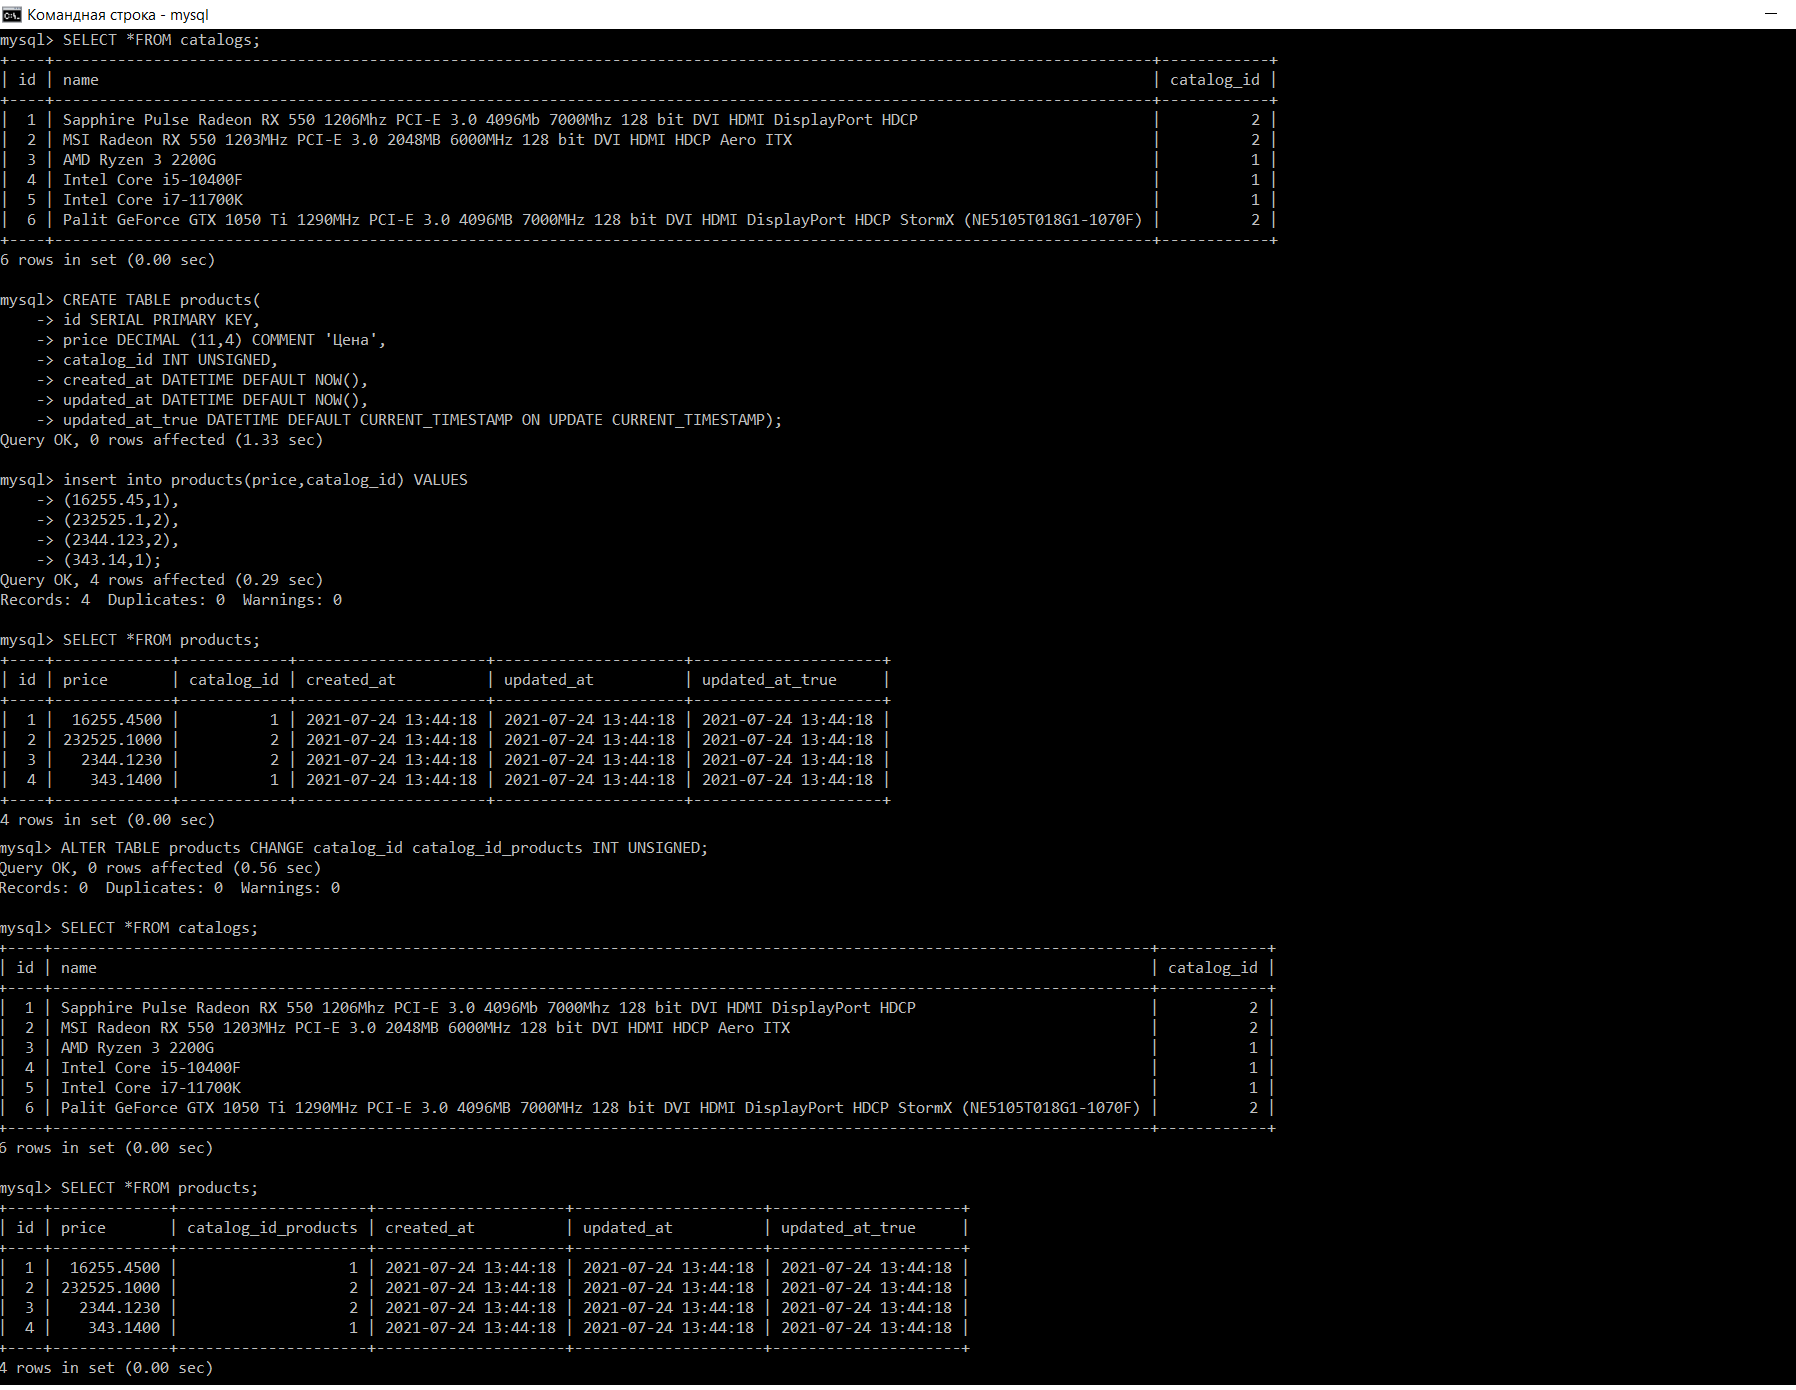 Командная строка - mysql
mysql> SELECT *FROM catalogs;
+----+--------------------------------------------------------------------------------------------------------------------------+------------+
| id | name                                                                                                                     | catalog_id |
+----+--------------------------------------------------------------------------------------------------------------------------+------------+
|  1 | Sapphire Pulse Radeon RX 550 1206Mhz PCI-E 3.0 4096Mb 7000Mhz 128 bit DVI HDMI DisplayPort HDCP                          |          2 |
|  2 | MSI Radeon RX 550 1203MHz PCI-E 3.0 2048MB 6000MHz 128 bit DVI HDMI HDCP Aero ITX                                        |          2 |
|  3 | AMD Ryzen 3 2200G                                                                                                        |          1 |
|  4 | Intel Core i5-10400F                                                                                                     |          1 |
|  5 | Intel Core i7-11700K                                                                                                     |          1 |
|  6 | Palit GeForce GTX 1050 Ti 1290MHz PCI-E 3.0 4096MB 7000MHz 128 bit DVI HDMI DisplayPort HDCP StormX (NE5105T018G1-1070F) |          2 |
+----+--------------------------------------------------------------------------------------------------------------------------+------------+
6 rows in set (0.00 sec)
mysql> CREATE TABLE products(
    -> id SERIAL PRIMARY KEY,
    -> price DECIMAL (11,4) COMMENT 'Цена',
    -> catalog_id INT UNSIGNED,
    -> created_at DATETIME DEFAULT NOW(),
    -> updated_at DATETIME DEFAULT NOW(),
    -> updated_at_true DATETIME DEFAULT CURRENT_TIMESTAMP ON UPDATE CURRENT_TIMESTAMP);
Query OK, 0 rows affected (1.33 sec)
mysql> insert into products(price,catalog_id) VALUES
    -> (16255.45,1),
    -> (232525.1,2),
    -> (2344.123,2),
    -> (343.14,1);
Query OK, 4 rows affected (0.29 sec)
Records: 4  Duplicates: 0  Warnings: 0
mysql> SELECT *FROM products;
+----+-------------+------------+---------------------+---------------------+---------------------+
| id | price       | catalog_id | created_at          | updated_at          | updated_at_true     |
+----+-------------+------------+---------------------+---------------------+---------------------+
|  1 |  16255.4500 |          1 | 2021-07-24 13:44:18 | 2021-07-24 13:44:18 | 2021-07-24 13:44:18 |
|  2 | 232525.1000 |          2 | 2021-07-24 13:44:18 | 2021-07-24 13:44:18 | 2021-07-24 13:44:18 |
|  3 |   2344.1230 |          2 | 2021-07-24 13:44:18 | 2021-07-24 13:44:18 | 2021-07-24 13:44:18 |
|  4 |    343.1400 |          1 | 2021-07-24 13:44:18 | 2021-07-24 13:44:18 | 2021-07-24 13:44:18 |
+----+-------------+------------+---------------------+---------------------+---------------------+
4 rows in set (0.00 sec)
mysql> ALTER TABLE products CHANGE catalog_id catalog_id_products INT UNSIGNED;
Query OK, 0 rows affected (0.56 sec)
Records: 0  Duplicates: 0  Warnings: 0
mysql> SELECT *FROM catalogs;
+----+--------------------------------------------------------------------------------------------------------------------------+------------+
| id | name                                                                                                                     | catalog_id |
+----+--------------------------------------------------------------------------------------------------------------------------+------------+
|  1 | Sapphire Pulse Radeon RX 550 1206Mhz PCI-E 3.0 4096Mb 7000Mhz 128 bit DVI HDMI DisplayPort HDCP                          |          2 |
|  2 | MSI Radeon RX 550 1203MHz PCI-E 3.0 2048MB 6000MHz 128 bit DVI HDMI HDCP Aero ITX                                        |          2 |
|  3 | AMD Ryzen 3 2200G                                                                                                        |          1 |
|  4 | Intel Core i5-10400F                                                                                                     |          1 |
|  5 | Intel Core i7-11700K                                                                                                     |          1 |
|  6 | Palit GeForce GTX 1050 Ti 1290MHz PCI-E 3.0 4096MB 7000MHz 128 bit DVI HDMI DisplayPort HDCP StormX (NE5105T018G1-1070F) |          2 |
+----+--------------------------------------------------------------------------------------------------------------------------+------------+
6 rows in set (0.00 sec)
mysql> SELECT *FROM products;
+----+-------------+---------------------+---------------------+---------------------+---------------------+
| id | price       | catalog_id_products | created_at          | updated_at          | updated_at_true     |
+----+-------------+---------------------+---------------------+---------------------+---------------------+
|  1 |  16255.4500 |                   1 | 2021-07-24 13:44:18 | 2021-07-24 13:44:18 | 2021-07-24 13:44:18 |
|  2 | 232525.1000 |                   2 | 2021-07-24 13:44:18 | 2021-07-24 13:44:18 | 2021-07-24 13:44:18 |
|  3 |   2344.1230 |                   2 | 2021-07-24 13:44:18 | 2021-07-24 13:44:18 | 2021-07-24 13:44:18 |
|  4 |    343.1400 |                   1 | 2021-07-24 13:44:18 | 2021-07-24 13:44:18 | 2021-07-24 13:44:18 |
+----+-------------+---------------------+---------------------+---------------------+---------------------+
4 rows in set (0.00 sec)